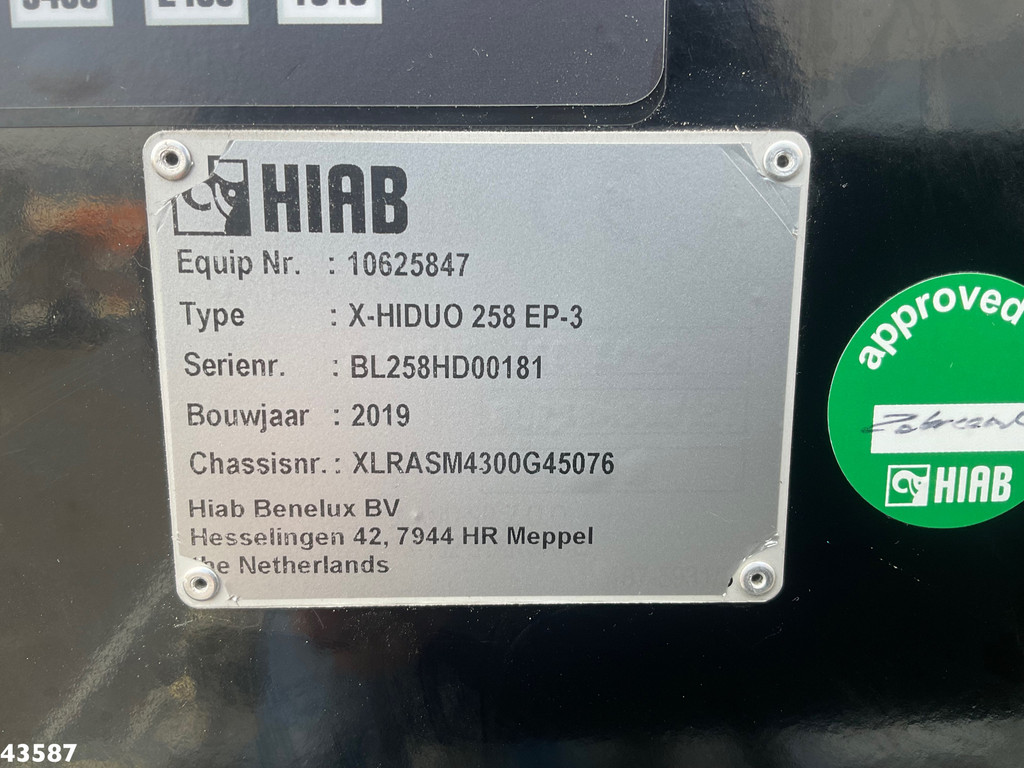 HIAB
Equip Nr. : 10625847
Type : X-HIDUO 258 EP-3
Serienr. : BL258HD00181
Bouwjaar : 2019
Chassisnr. : XLRASM4300G45076
Hiab Benelux BV
Hesselingen 42, 7944 HR Meppel
the Netherlands
approved
HIAB
43587